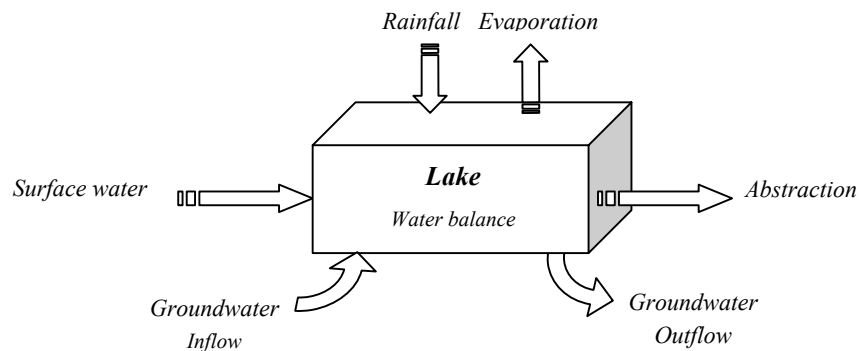 Rainfall Evaporation
Surface water
Lake
Water balance
Abstraction
Groundwater
Inflow
Groundwater
Outflow